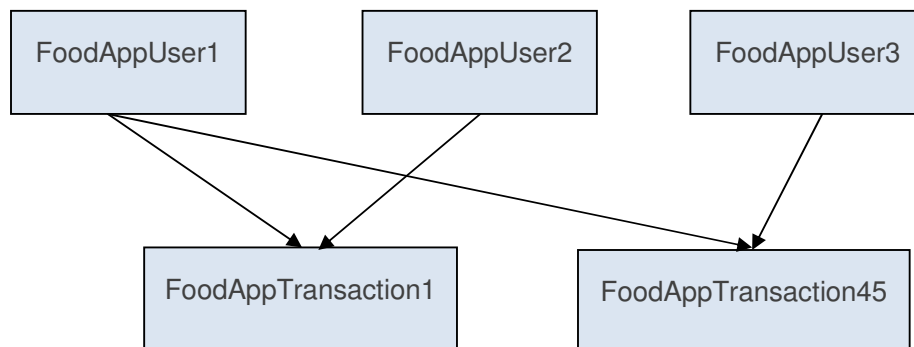 FoodAppUser1
FoodAppUser2
FoodAppUser3
FoodAppTransaction1
FoodAppTransaction45